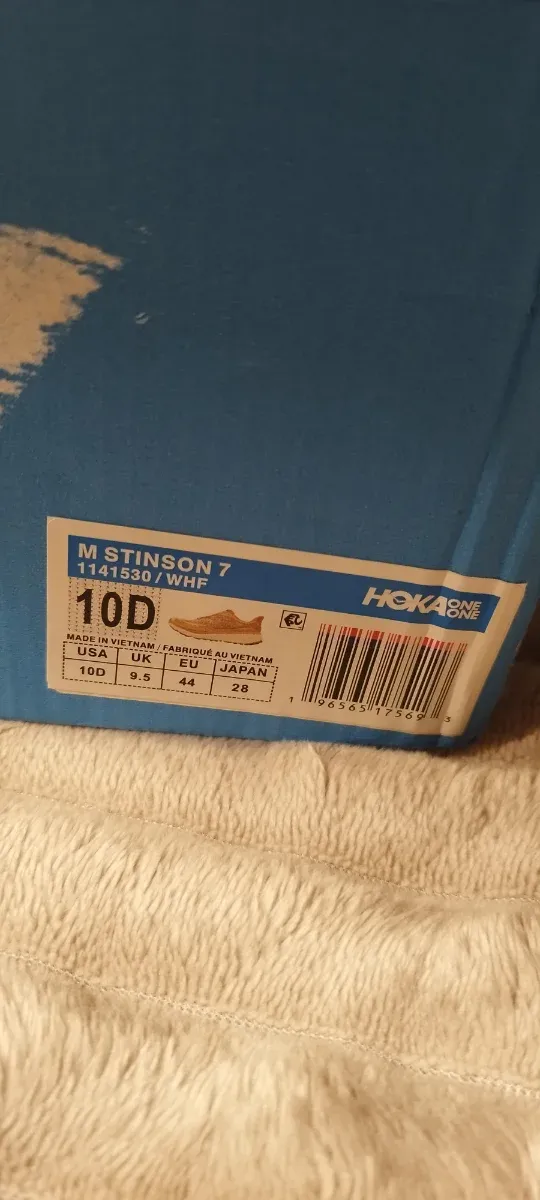 M STINSON 7
1141530 / WHF
HOKA ONE ONE
10D
MADE IN VIETNAM / FABRIQUÉ AU VIETNAM
USA UK EU JAPAN
10D 9.5 44 28
1 96565 17569 3